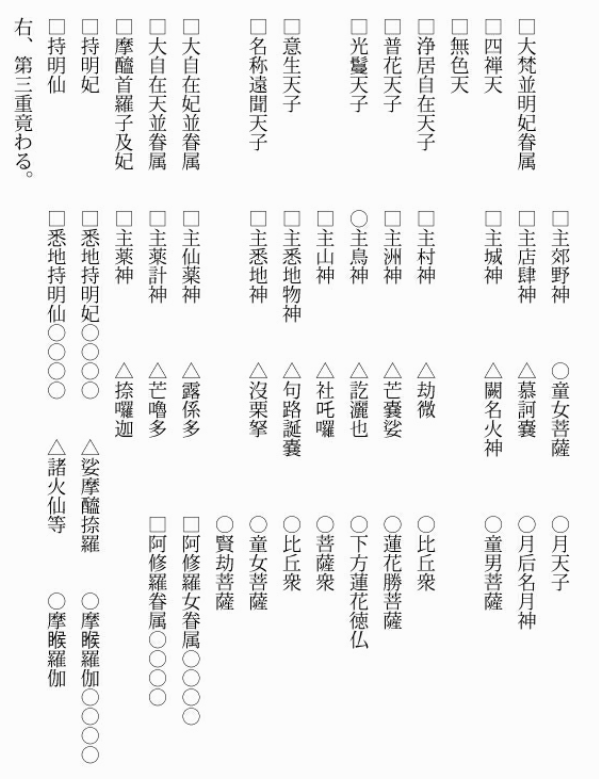 □主郊野神　○童女菩薩　○月天子
□大梵並明妃眷属　□主店肆神　△慕訶嚢　○月后名月神
□四禅天　□主城神　△闕名火神　○童男菩薩
□無色天
□浄居自在天子　□主村神　△劫微　○比丘衆
□普花天子　□主洲神　△芒嚢娑　○蓮花勝菩薩
□光鬘天子　○主鳥神　△訖灑也　○下方蓮花徳仏
□主山神　△社吒囉　○菩薩衆
□意生天子　□主悉地物神　△句路誕嚢　○比丘衆
□名称遠聞天子　□主悉地神　△沒栗拏　○童女菩薩
○賢劫菩薩
□大自在妃並眷属　□主仙薬神　△露係多　□阿修羅女眷属○○○○
□大自在天並眷属　□主薬計神　△芒嚕多　□阿修羅眷属○○○○
□摩醯首羅子及妃　□主薬神　△捺囉迦
□持明妃　□悉地持明妃○○○○　△娑摩醯捺羅　○摩睺羅伽○○○○
□持明仙　□悉地持明仙○○○○　△諸火仙等　○摩睺羅伽
右、第三重竟わる。